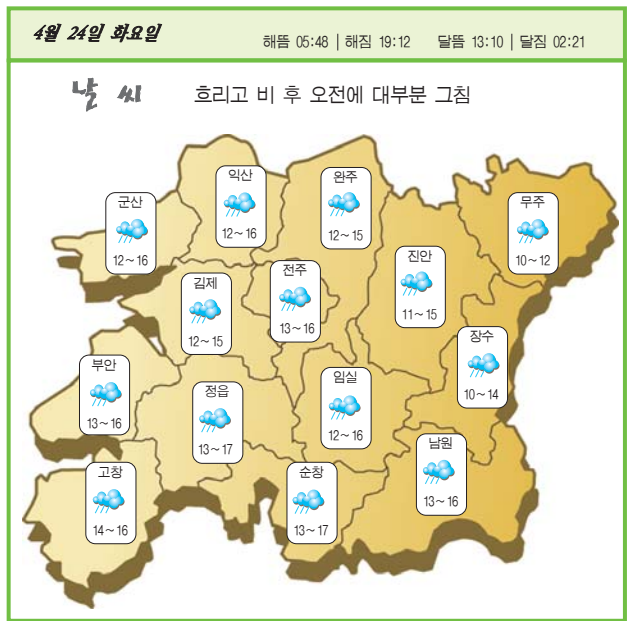 4월 24일 화요일
해뜸 05:48 | 해짐 19:12 달뜸 13:10 | 달짐 02:21
날씨 흐리고 비 후 오전에 대부분 그침
익산
12~16
완주
12~15
군산
12~16
무주
10~12
진안
11~15
전주
13~16
김제
12~15
장수
10~14
부안
13~16
임실
12~16
정읍
13~17
남원
13~16
고창
14~16
순창
13~17